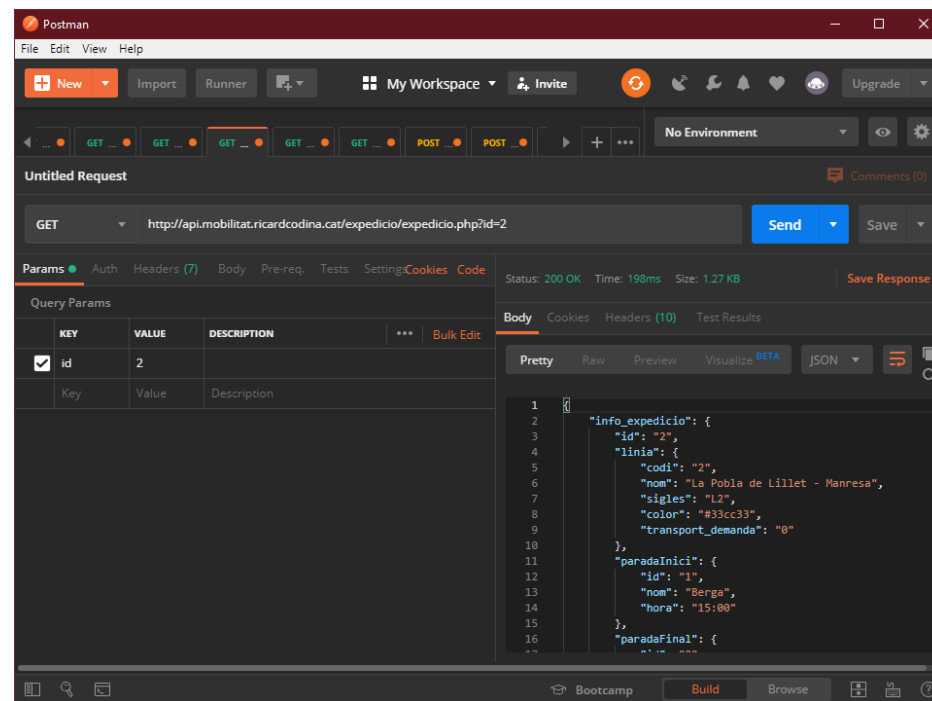 Postman
File Edit View Help
New Import Runner My Workspace Invite Upgrade
... GET ... GET ... GET ... GET ... GET ... POST ... POST ... No Environment
Untitled Request Comments (0)
GET http://api.mobilitat.ricardcodina.cat/expedicio/expedicio.php?id=2 Send Save
Params Auth Headers (7) Body Pre-req. Tests Settings Cookies Code
Status: 200 OK Time: 198ms Size: 1.27 KB Save Response
Query Params
Body Cookies Headers (10) Test Results
KEY VALUE DESCRIPTION ... Bulk Edit
id 2
Key Value Description
Pretty Raw Preview Visualize BETA JSON
1 {
2 "info_expedicio": {
3 "id": "2",
4 "linia": {
5 "codi": "2",
6 "nom": "La Pobla de Lillet - Manresa",
7 "sigles": "L2",
8 "color": "#33cc33",
9 "transport_demanda": "0"
10 },
11 "paradaInici": {
12 "id": "1",
13 "nom": "Berga",
14 "hora": "15:00"
15 },
16 "paradaFinal": {
Bootcamp Build Browse